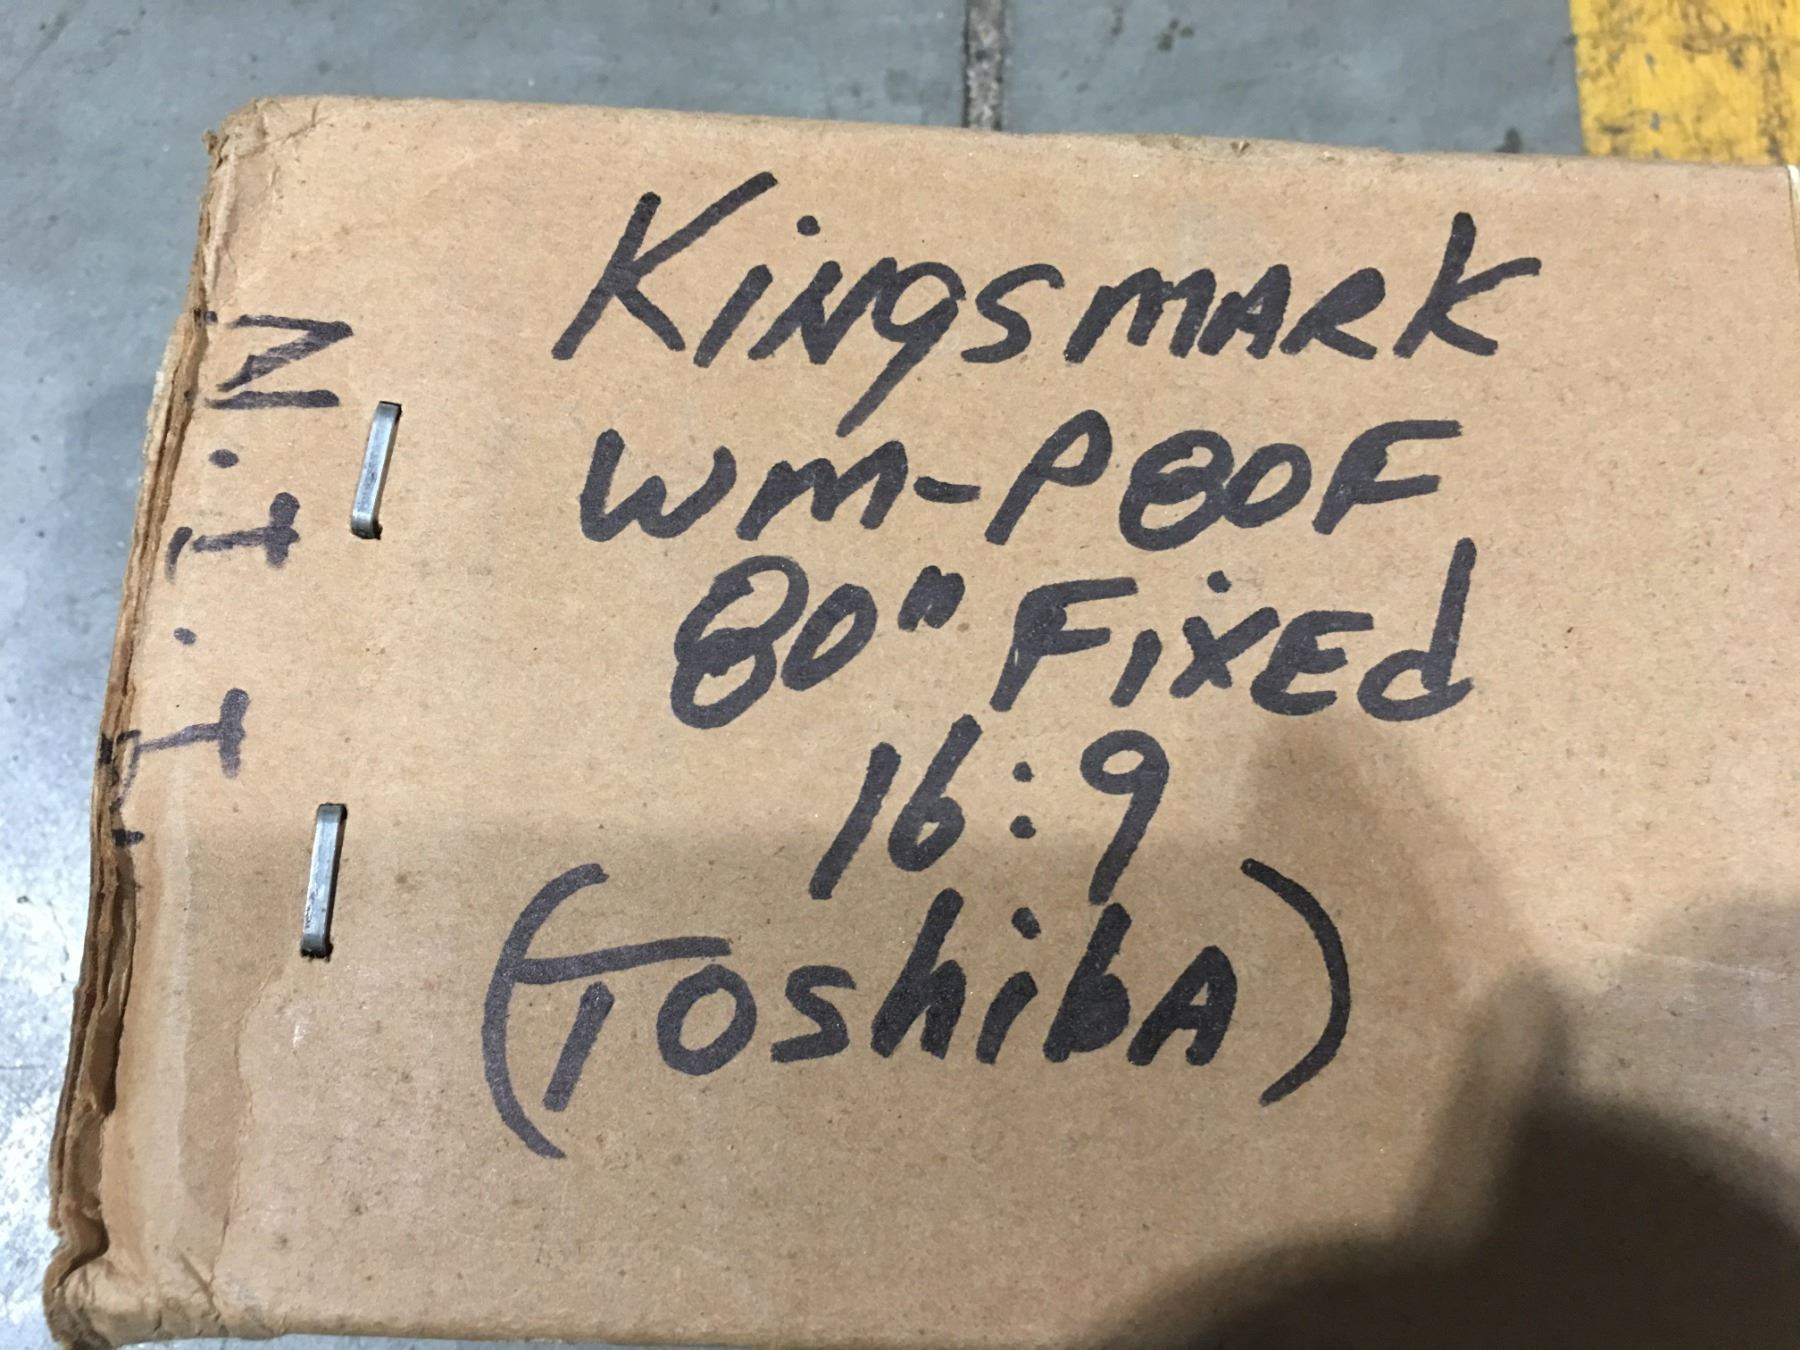 Kingsmark
WM-P80F
80" Fixed
16:9
(Toshiba)
N.I.I.